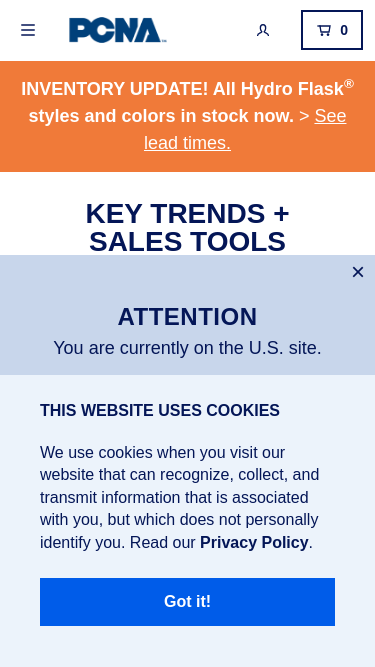 PCNA
0
INVENTORY UPDATE! All Hydro Flask®
styles and colors in stock now. > See
lead times.
KEY TRENDS +
SALES TOOLS
×
ATTENTION
You are currently on the U.S. site.
THIS WEBSITE USES COOKIES
We use cookies when you visit our
website that can recognize, collect, and
transmit information that is associated
with you, but which does not personally
identify you. Read our Privacy Policy.
Got it!